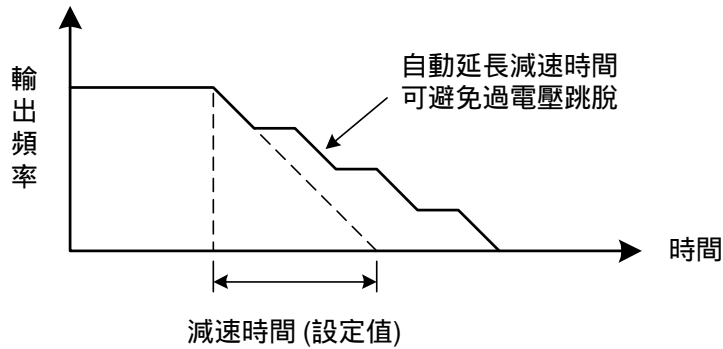 輸出頻率
自動延長減速時間
可避免過電壓跳脫
時間
減速時間 (設定值)